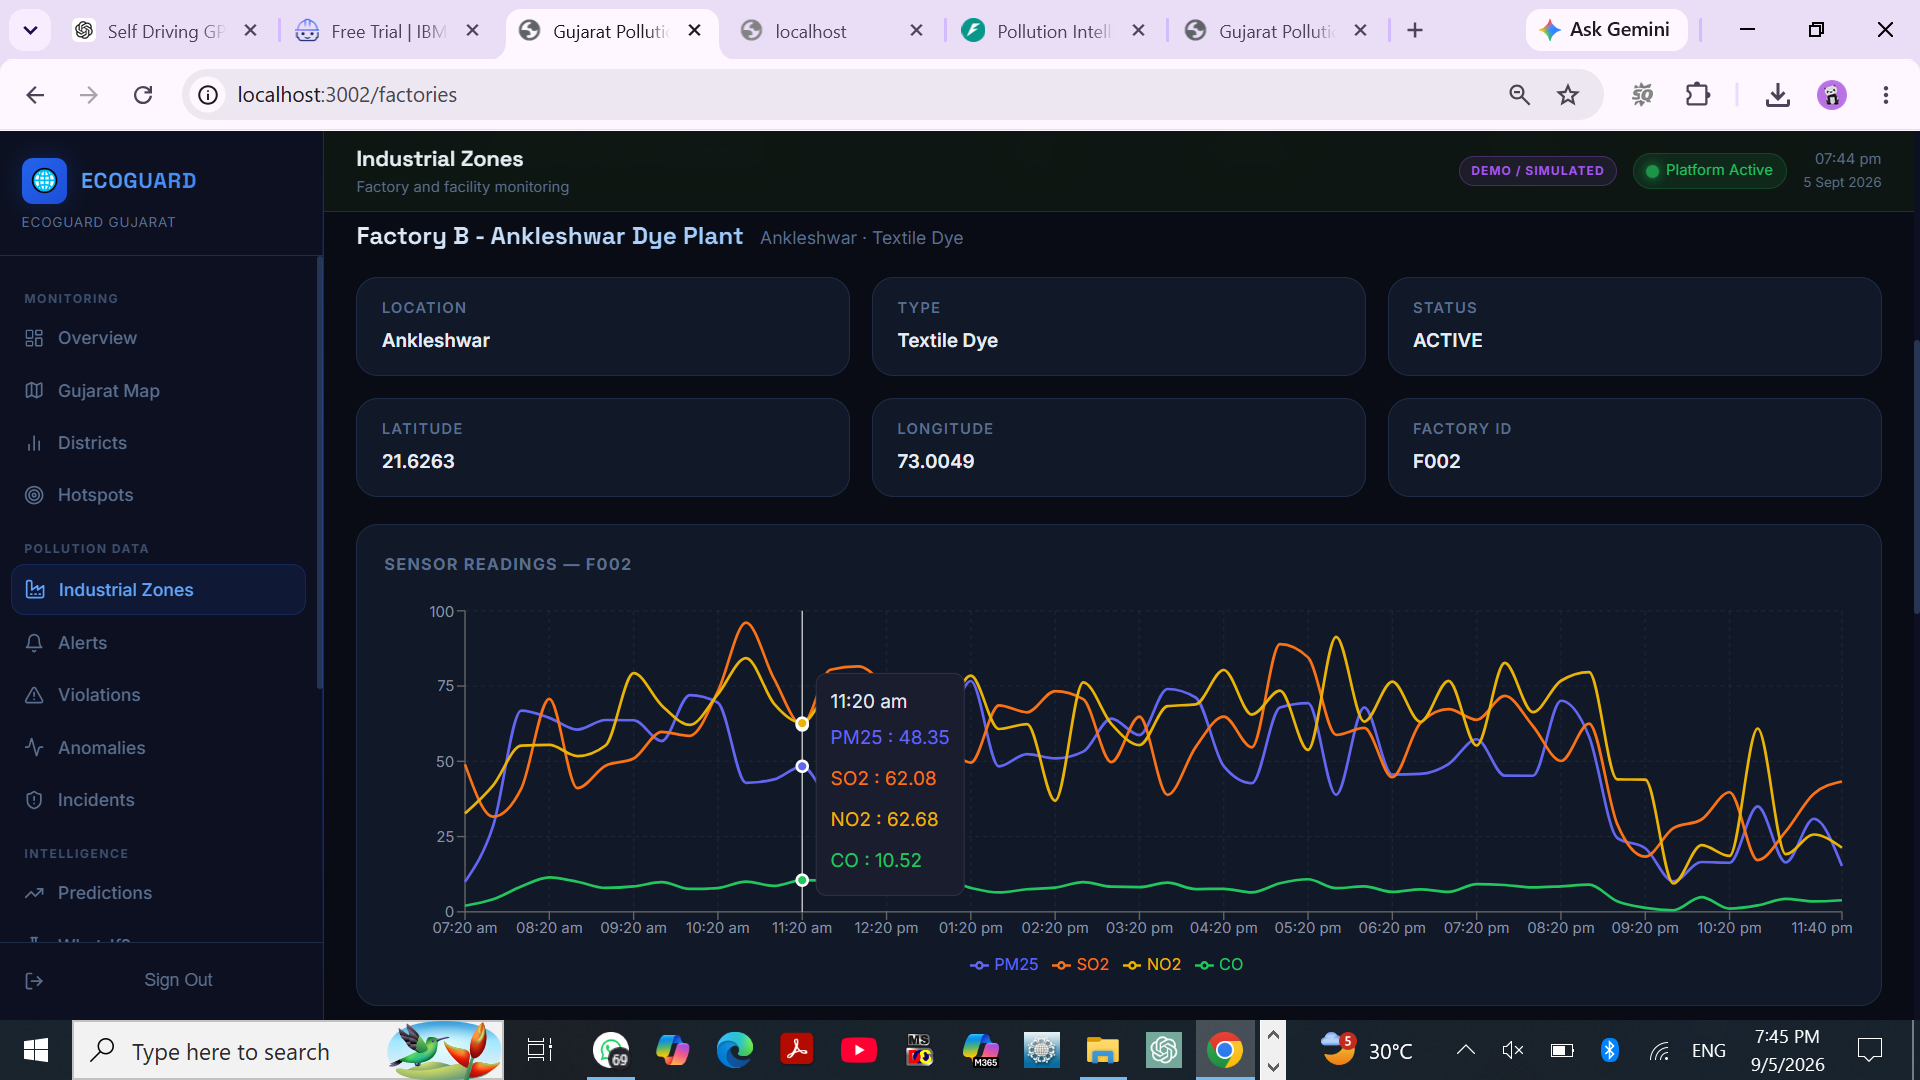 Self Driving GP
Free Trial | IBM
Gujarat Polluti
localhost
Pollution Intell
Gujarat Polluti
Ask Gemini
localhost:3002/factories
ECOGUARD
ECOGUARD GUJARAT
MONITORING
Overview
Gujarat Map
Districts
Hotspots
POLLUTION DATA
Industrial Zones
Alerts
Violations
Anomalies
Incidents
INTELLIGENCE
Predictions
Sign Out
Industrial Zones
Factory and facility monitoring
DEMO / SIMULATED
Platform Active
07:44 pm
5 Sept 2026
Factory B - Ankleshwar Dye Plant Ankleshwar · Textile Dye
LOCATION
Ankleshwar
TYPE
Textile Dye
STATUS
ACTIVE
LATITUDE
21.6263
LONGITUDE
73.0049
FACTORY ID
F002
SENSOR READINGS — F002
100
75
50
25
0
11:20 am
PM25 : 48.35
SO2 : 62.08
NO2 : 62.68
CO : 10.52
07:20 am 08:20 am 09:20 am 10:20 am 11:20 am 12:20 pm 01:20 pm 02:20 pm 03:20 pm 04:20 pm 05:20 pm 06:20 pm 07:20 pm 08:20 pm 09:20 pm 10:20 pm 11:40 pm
PM25 SO2 NO2 CO
Type here to search
69
M365
5
30°C
ENG
7:45 PM
9/5/2026